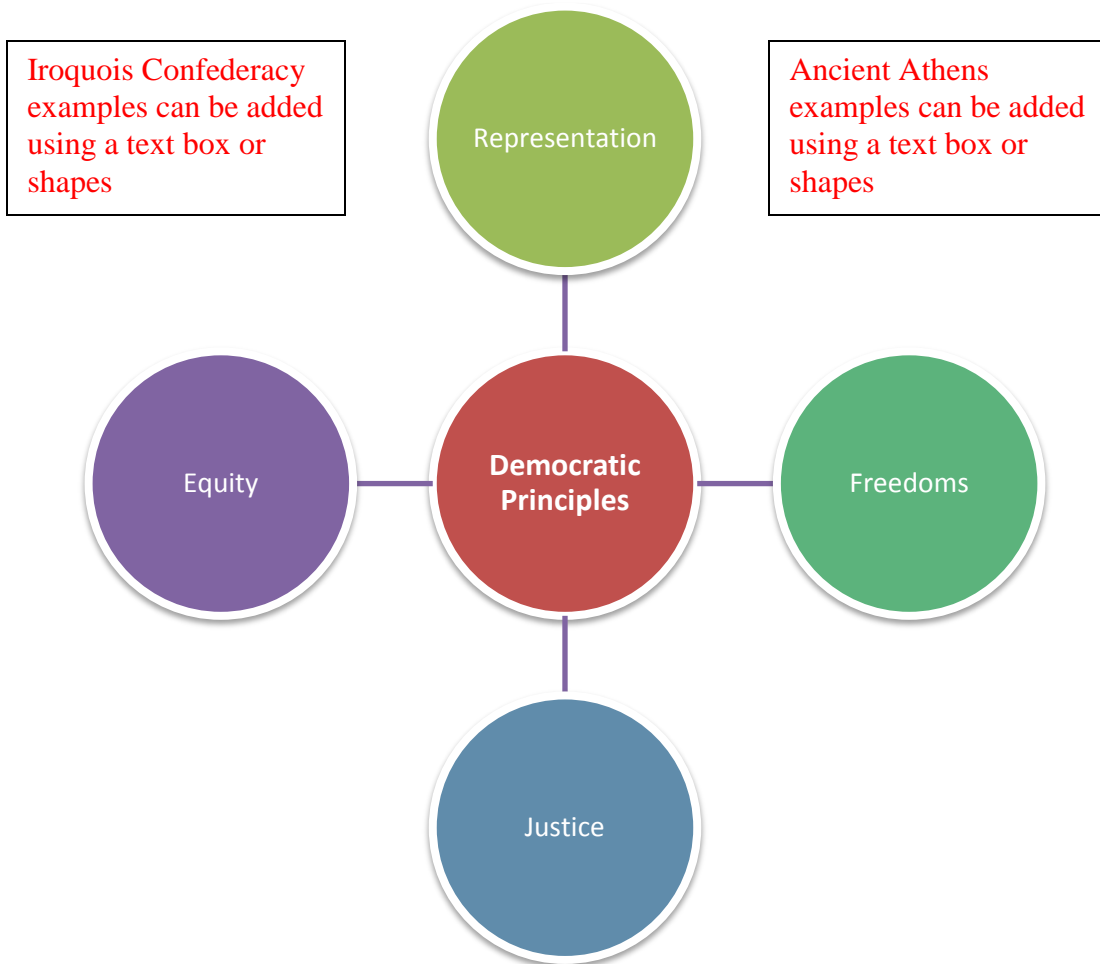 Iroquois Confederacy
examples can be added
using a text box or
shapes
Representation
Ancient Athens
examples can be added
using a text box or
shapes
Equity
Democratic
Principles
Freedoms
Justice